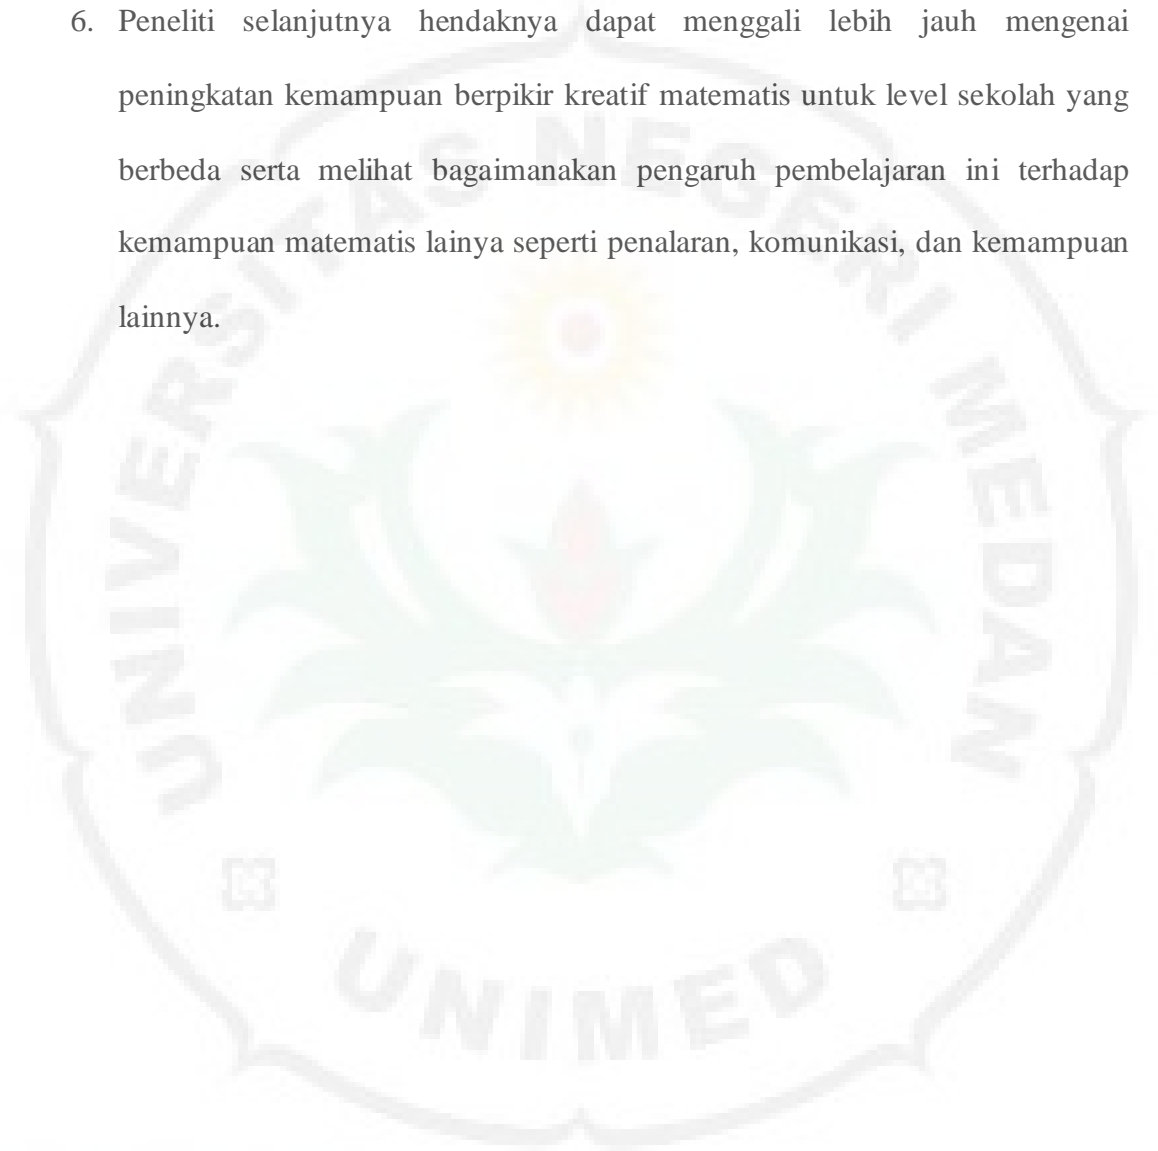 6. Peneliti selanjutnya hendaknya dapat menggali lebih jauh mengenai
peningkatan kemampuan berpikir kreatif matematis untuk level sekolah yang
berbeda serta melihat bagaimanakan pengaruh pembelajaran ini terhadap
kemampuan matematis lainya seperti penalaran, komunikasi, dan kemampuan
lainnya.
UNIVERSITAS NEGERI MEDAN
UNIMED